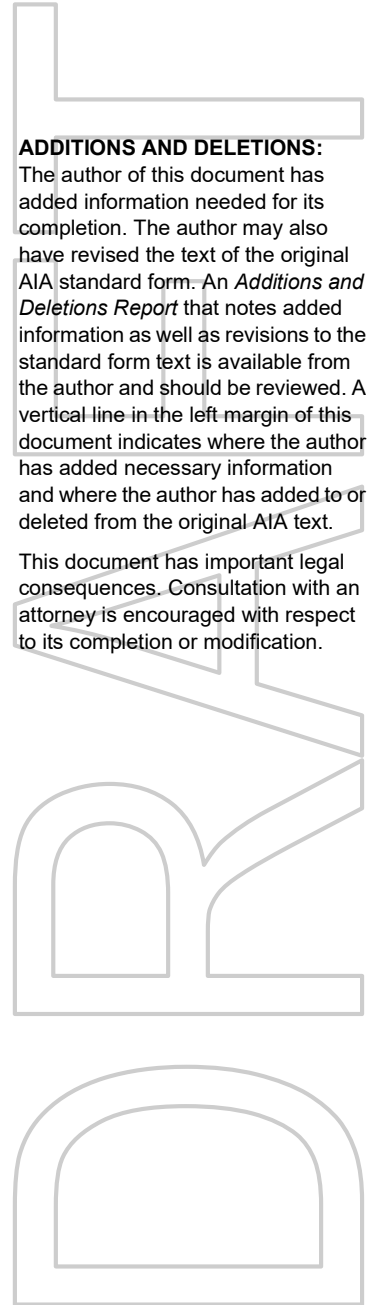 ADDITIONS AND DELETIONS:
The author of this document has
added information needed for its
completion. The author may also
have revised the text of the original
AIA standard form. An Additions and
Deletions Report that notes added
information as well as revisions to the
standard form text is available from
the author and should be reviewed. A
vertical line in the left margin of this
document indicates where the author
has added necessary information
and where the author has added to or
deleted from the original AIA text.
This document has important legal
consequences. Consultation with an
attorney is encouraged with respect
to its completion or modification.
DRAFT